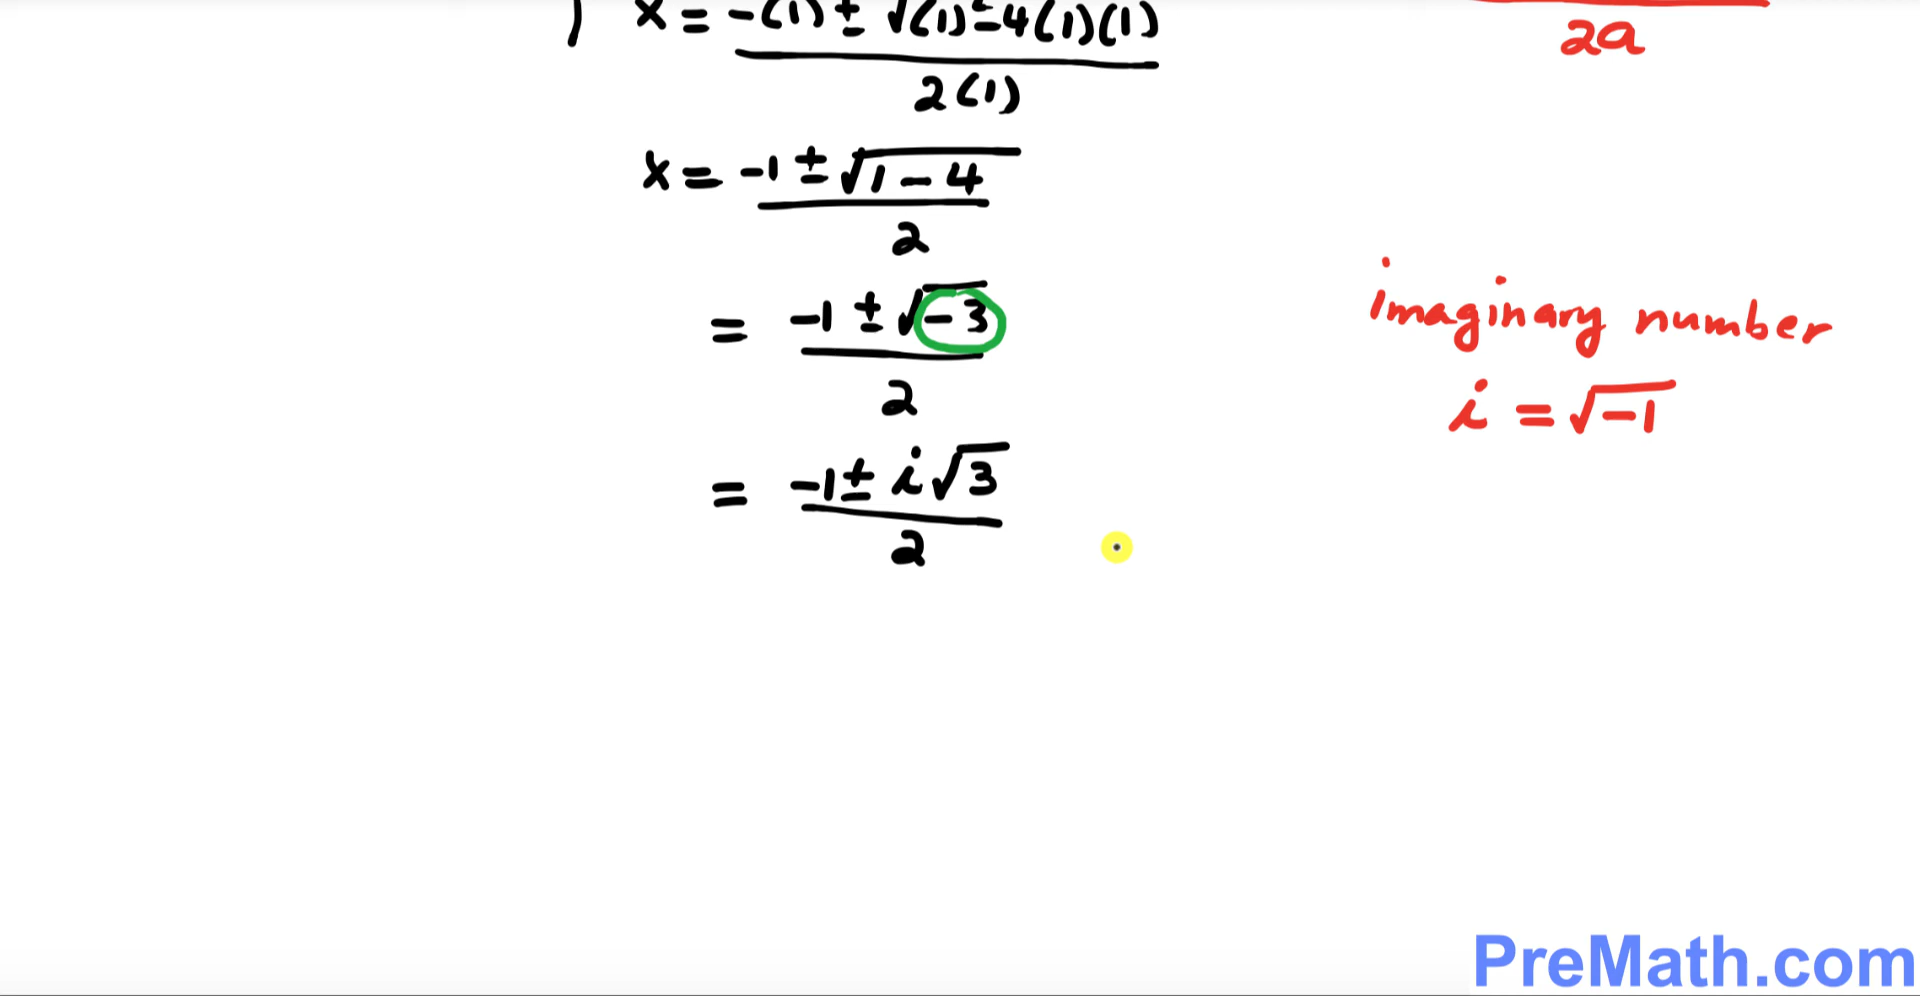 ) x = -(1) ± √(1)²-4(1)(1)
2(1)
2a
x = -1 ± √1-4
2
= -1 ± √-3
2
imaginary number
i = √-1
= -1 ± i√3
2
PreMath.com